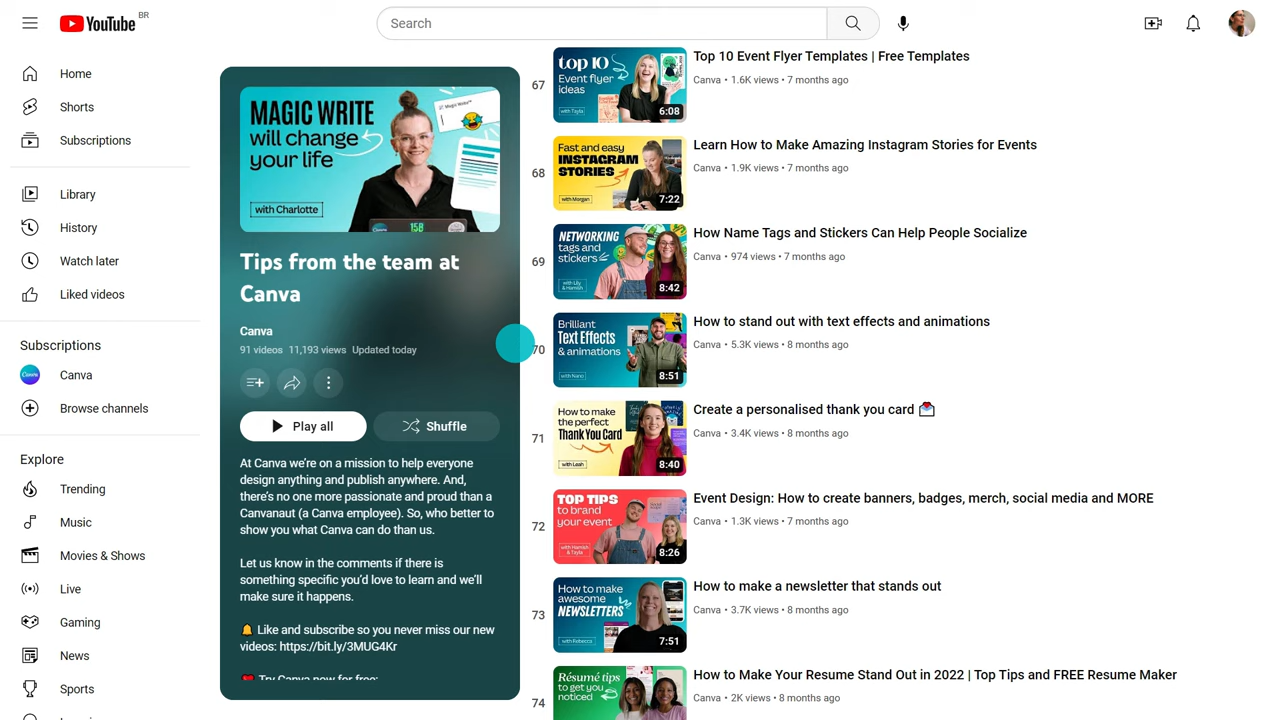 YouTube BR
Search
Home
Shorts
Subscriptions
Library
History
Watch later
Liked videos
Subscriptions
Canva
Browse channels
Explore
Trending
Music
Movies & Shows
Live
Gaming
News
Sports
MAGIC WRITE
will change
your life
with Charlotte
Tips from the team at
Canva
Canva
91 videos 11,193 views Updated today
Play all
Shuffle
At Canva we're on a mission to help everyone
design anything and publish anywhere. And,
there's no one more passionate and proud than a
Canvanaut (a Canva employee). So, who better to
show you what Canva can do than us.
Let us know in the comments if there is
something specific you'd love to learn and we'll
make sure it happens.
🔔 Like and subscribe so you never miss our new
videos: https://bit.ly/3MUG4Kr
Try Canva now for free:
67
top 10
Event flyer
ideas
with Tayla
6:08
Top 10 Event Flyer Templates | Free Templates
Canva • 1.6K views • 7 months ago
68
Fast and easy
INSTAGRAM
STORIES
with Morgan
7:22
Learn How to Make Amazing Instagram Stories for Events
Canva • 1.9K views • 7 months ago
69
NETWORKING
tags and
stickers
8:42
How Name Tags and Stickers Can Help People Socialize
Canva • 974 views • 7 months ago
70
Brilliant
Text Effects
& animations
with Nano
8:51
How to stand out with text effects and animations
Canva • 5.3K views • 8 months ago
71
How to make
the perfect
Thank You Card
with Leah
8:40
Create a personalised thank you card 💌
Canva • 3.4K views • 8 months ago
72
TOP TIPS
to brand
your event
8:26
Event Design: How to create banners, badges, merch, social media and MORE
Canva • 1.3K views • 7 months ago
73
How to make
awesome
NEWSLETTERS
with Rebecca
7:51
How to make a newsletter that stands out
Canva • 3.7K views • 8 months ago
74
Résumé tips
to get you
noticed
How to Make Your Resume Stand Out in 2022 | Top Tips and FREE Resume Maker
Canva • 2K views • 8 months ago